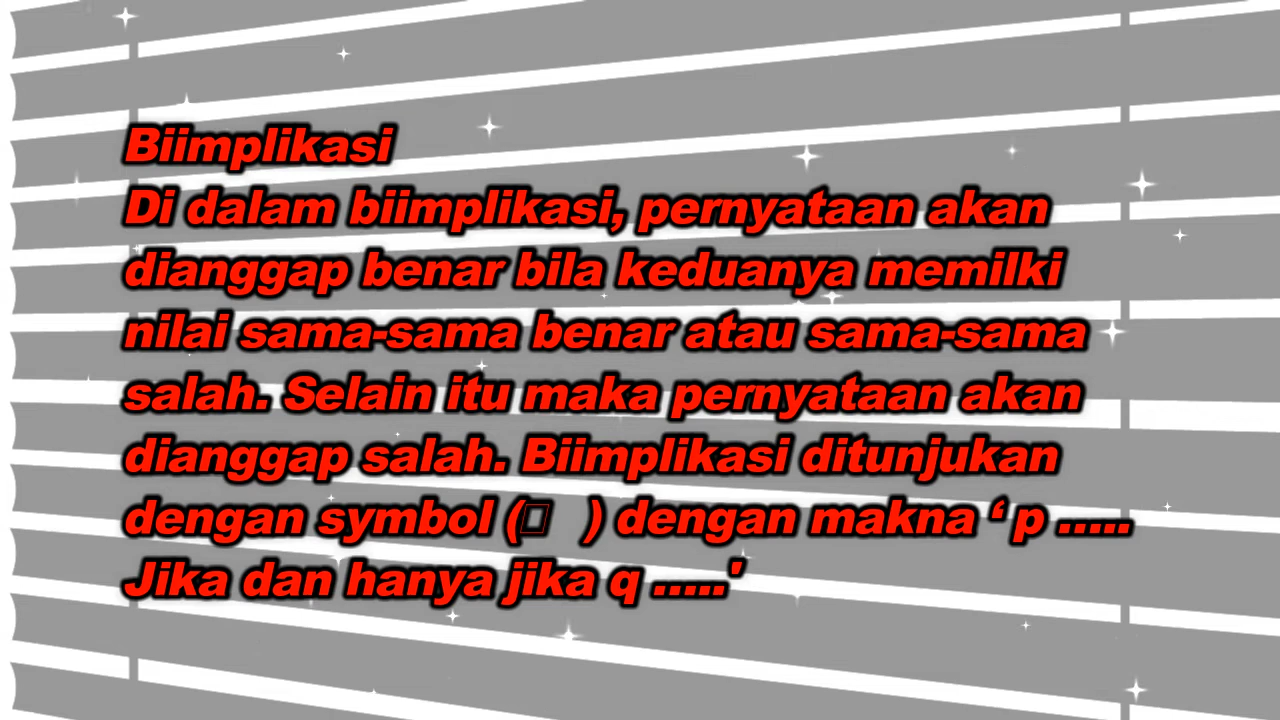 Biimplikasi
Di dalam biimplikasi, pernyataan akan
dianggap benar bila keduanya memilki
nilai sama-sama benar atau sama-sama
salah. Selain itu maka pernyataan akan
dianggap salah. Biimplikasi ditunjukan
dengan symbol (  ) dengan makna ‘ p .....
Jika dan hanya jika q .....'